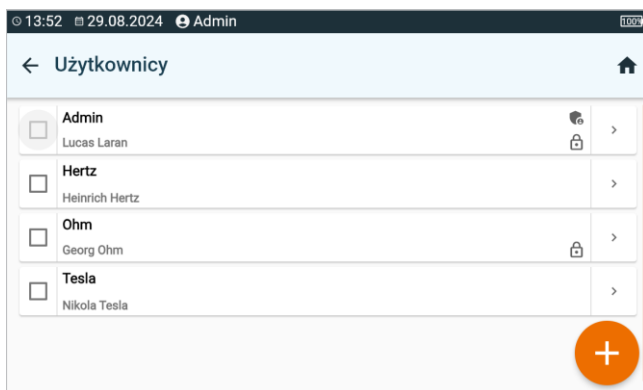 13:52 29.08.2024 Admin 100%
Użytkownicy
Admin
Lucas Laran
Hertz
Heinrich Hertz
Ohm
Georg Ohm
Tesla
Nikola Tesla